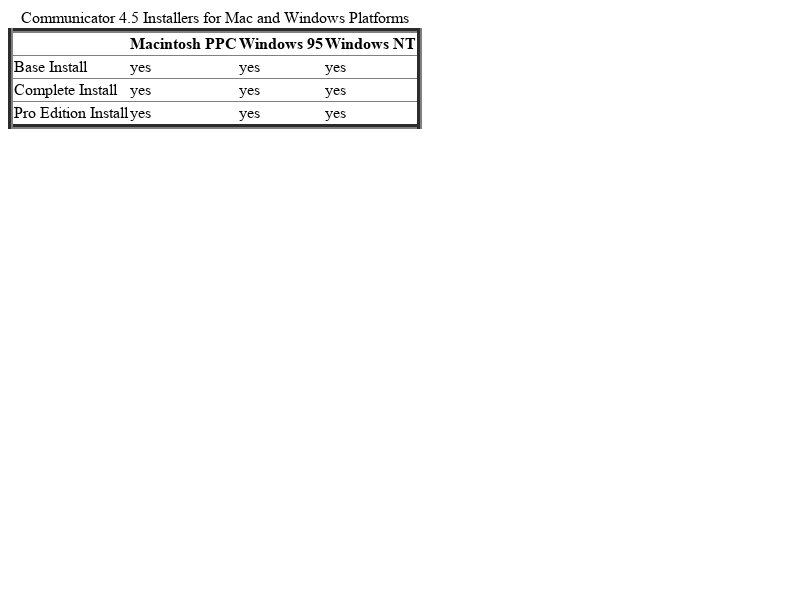 Communicator 4.5 Installers for Mac and Windows Platforms
Macintosh PPC Windows 95 Windows NT
Base Install yes yes yes
Complete Install yes yes yes
Pro Edition Install yes yes yes